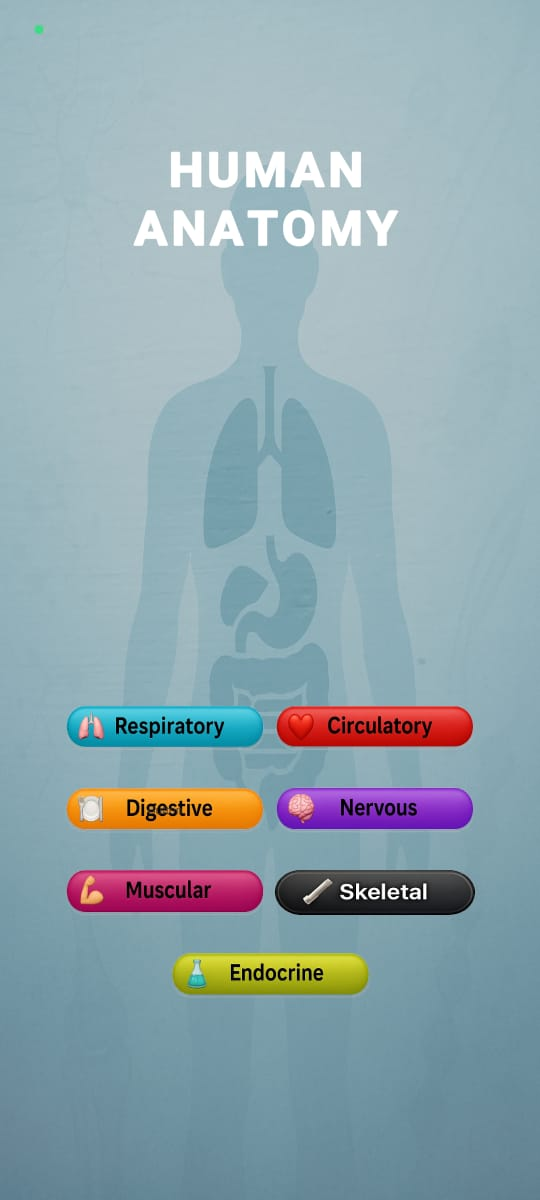 HUMAN
ANATOMY
Respiratory
Circulatory
Digestive
Nervous
Muscular
Skeletal
Endocrine